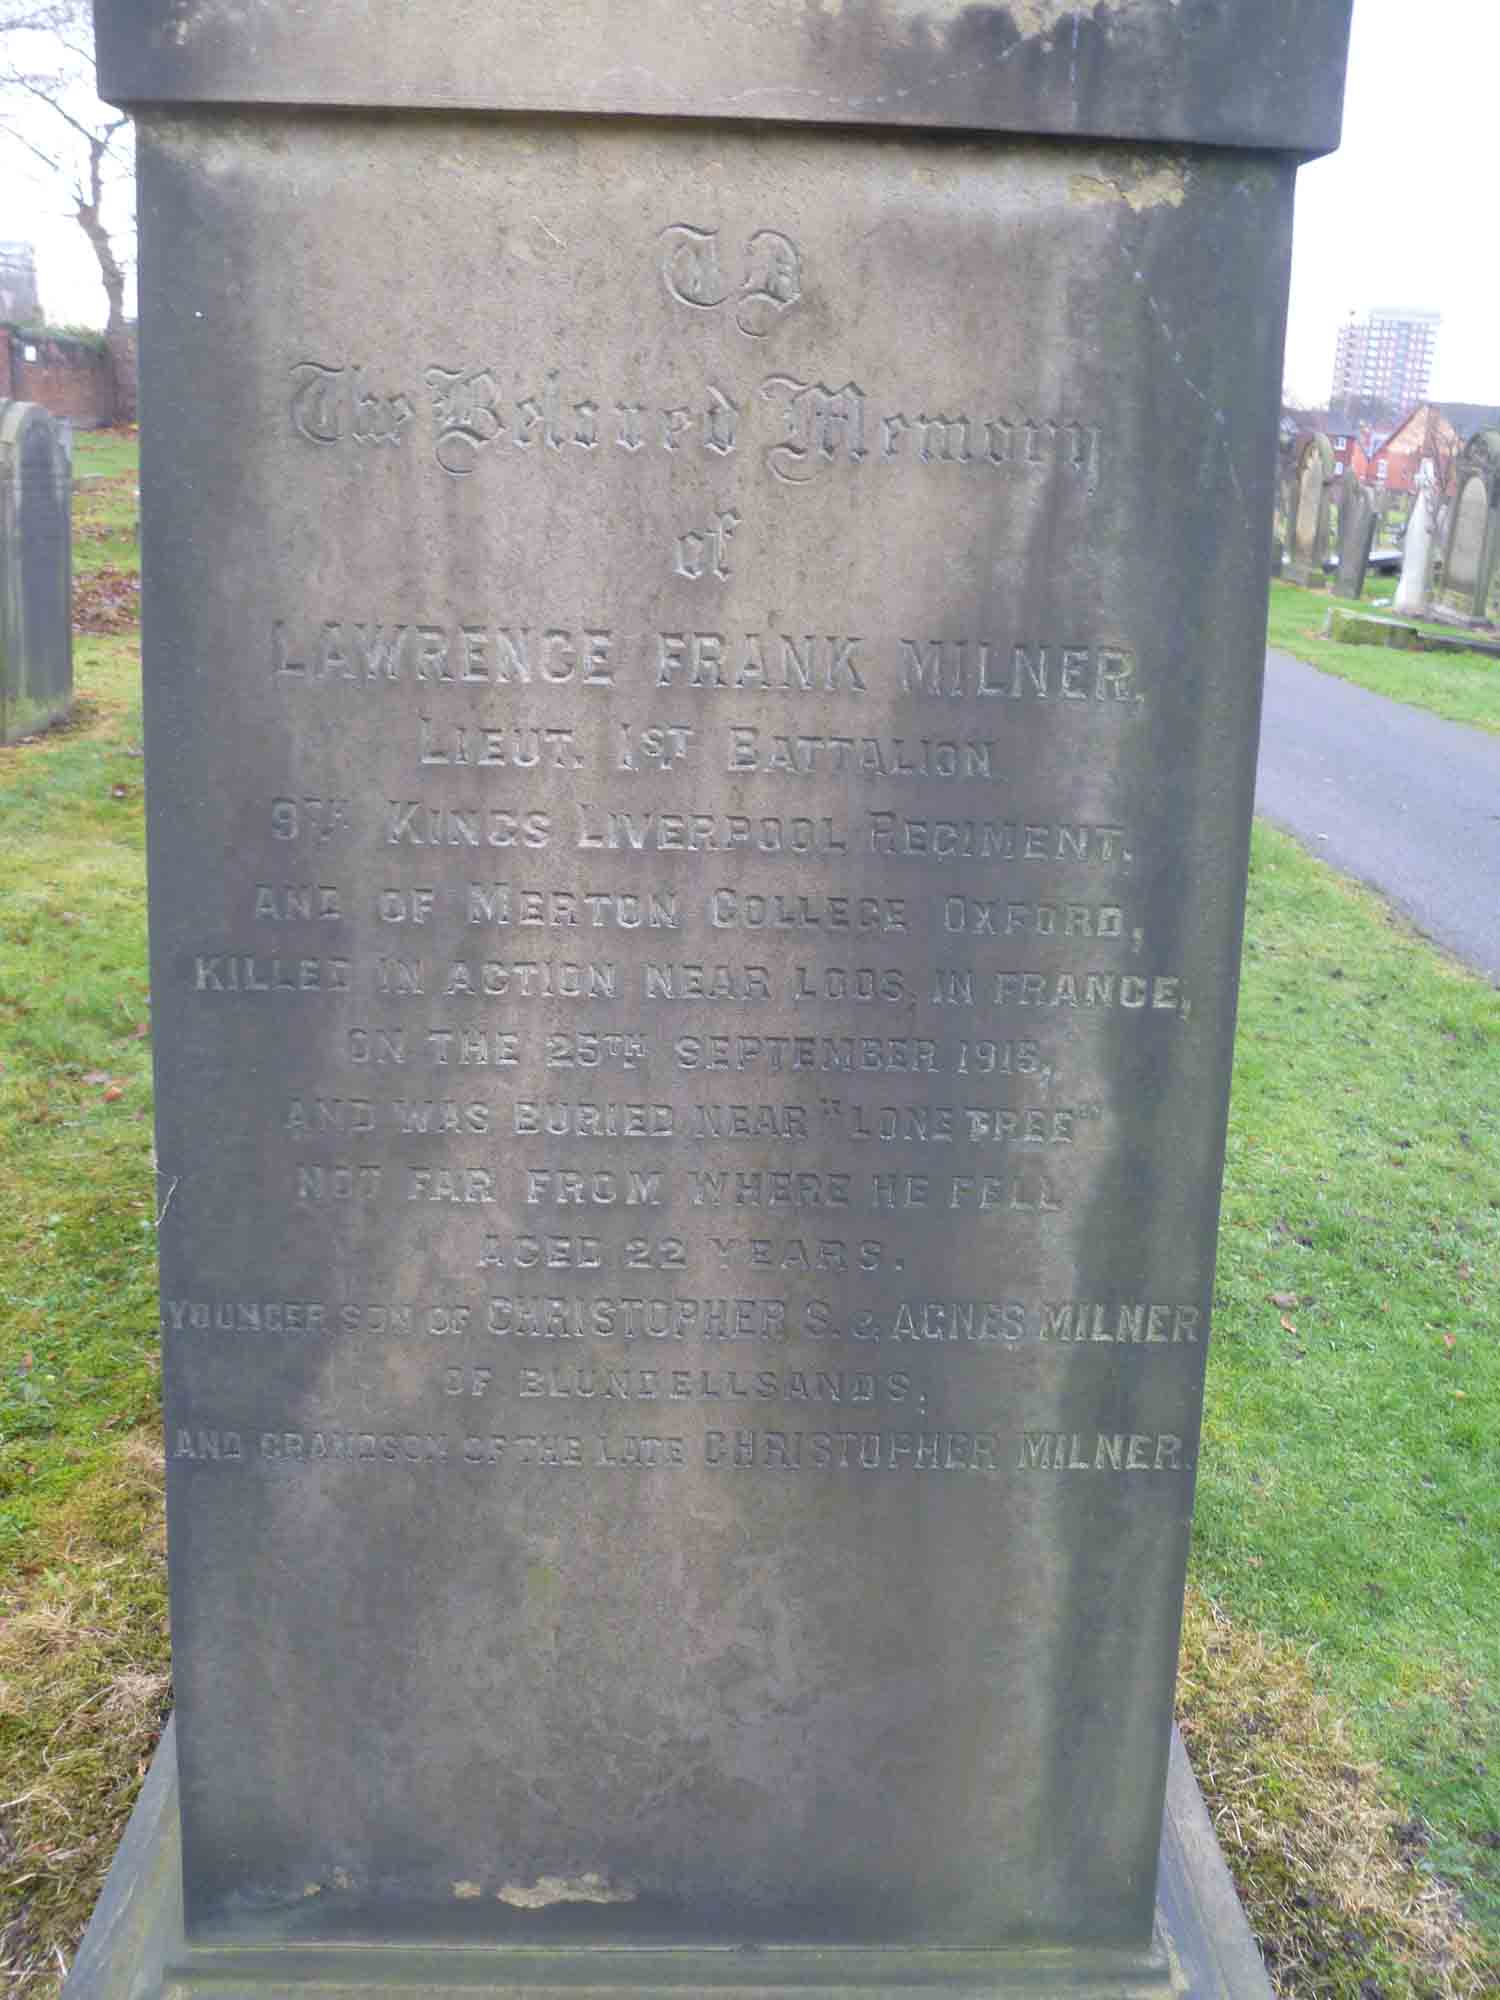 To
The Beloved Memory
of
LAWRENCE FRANK MILNER,
LIEUT. 1ST BATTALION
9TH KINGS LIVERPOOL REGIMENT.
AND OF MERTON COLLEGE OXFORD,
KILLED IN ACTION NEAR LOOS, IN FRANCE,
ON THE 25TH SEPTEMBER 1915,
AND WAS BURIED NEAR "LONE TREE"
NOT FAR FROM WHERE HE FELL
AGED 22 YEARS.
YOUNGER SON OF CHRISTOPHER S. & AGNES MILNER
OF BLUNDELLSANDS,
AND GRANDSON OF THE LATE CHRISTOPHER MILNER.